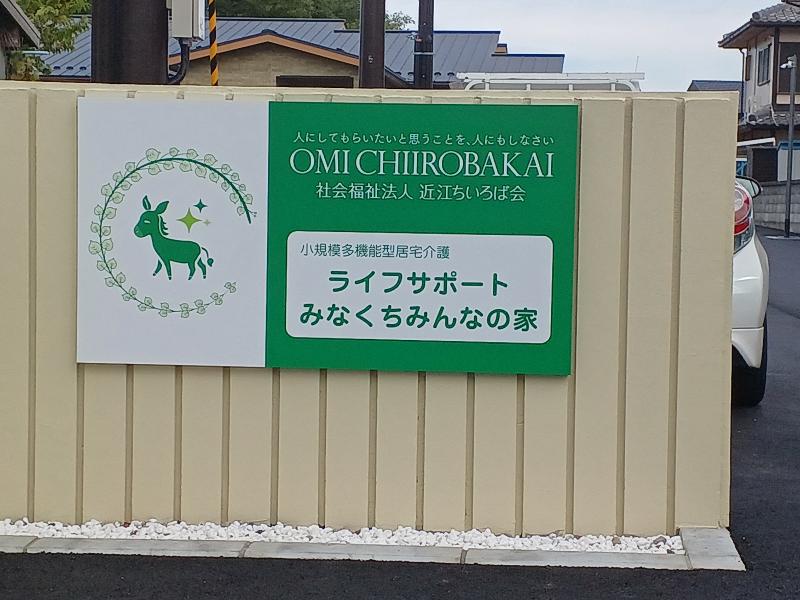 人にしてもらいたいと思うことを、人にもしなさい
OMI CHIIROBAKAI
社会福祉法人 近江ちいろば会
小規模多機能型居宅介護
ライフサポート
みなくちみんなの家